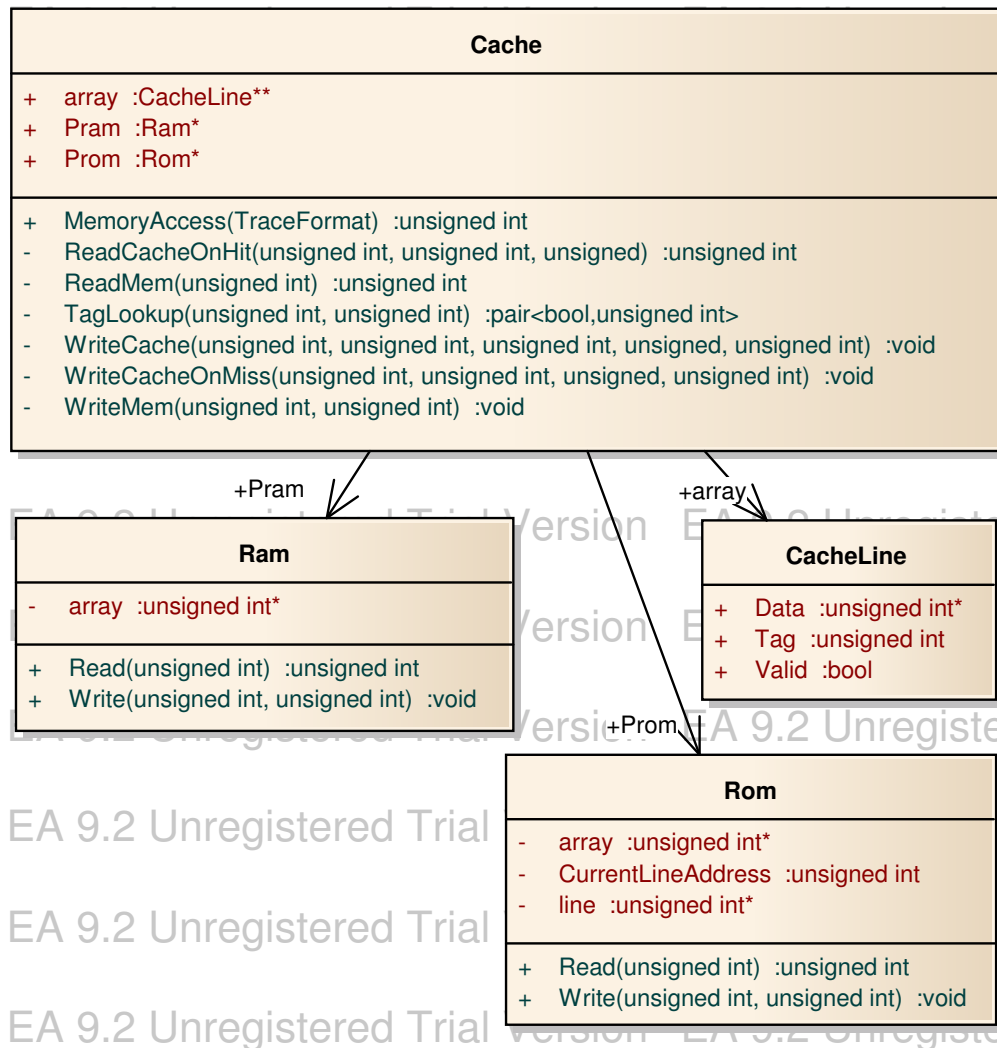 Cache
+ array :CacheLine**
+ Pram :Ram*
+ Prom :Rom*
+ MemoryAccess(TraceFormat) :unsigned int
- ReadCacheOnHit(unsigned int, unsigned int, unsigned) :unsigned int
- ReadMem(unsigned int) :unsigned int
- TagLookup(unsigned int, unsigned int) :pair<bool,unsigned int>
- WriteCache(unsigned int, unsigned int, unsigned int, unsigned, unsigned int) :void
- WriteCacheOnMiss(unsigned int, unsigned int, unsigned, unsigned int) :void
- WriteMem(unsigned int, unsigned int) :void
+Pram
+array
Ram
- array :unsigned int*
+ Read(unsigned int) :unsigned int
+ Write(unsigned int, unsigned int) :void
CacheLine
+ Data :unsigned int*
+ Tag :unsigned int
+ Valid :bool
+Prom
Rom
- array :unsigned int*
- CurrentLineAddress :unsigned int
- line :unsigned int*
+ Read(unsigned int) :unsigned int
+ Write(unsigned int, unsigned int) :void
EA 9.2 Unregistered Trial
EA 9.2 Unregistered Trial
EA 9.2 Unregistered Trial